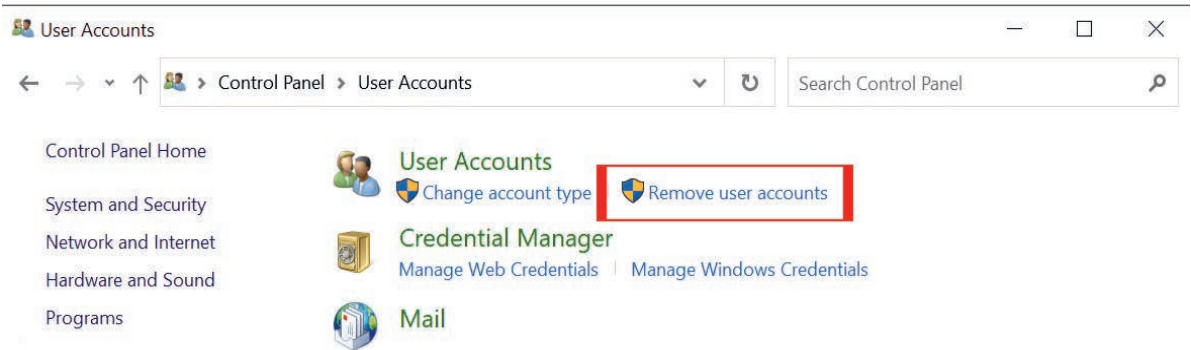 User Accounts
Control Panel > User Accounts
Search Control Panel
Control Panel Home
System and Security
Network and Internet
Hardware and Sound
Programs
User Accounts
Change account type
Remove user accounts
Credential Manager
Manage Web Credentials
Manage Windows Credentials
Mail